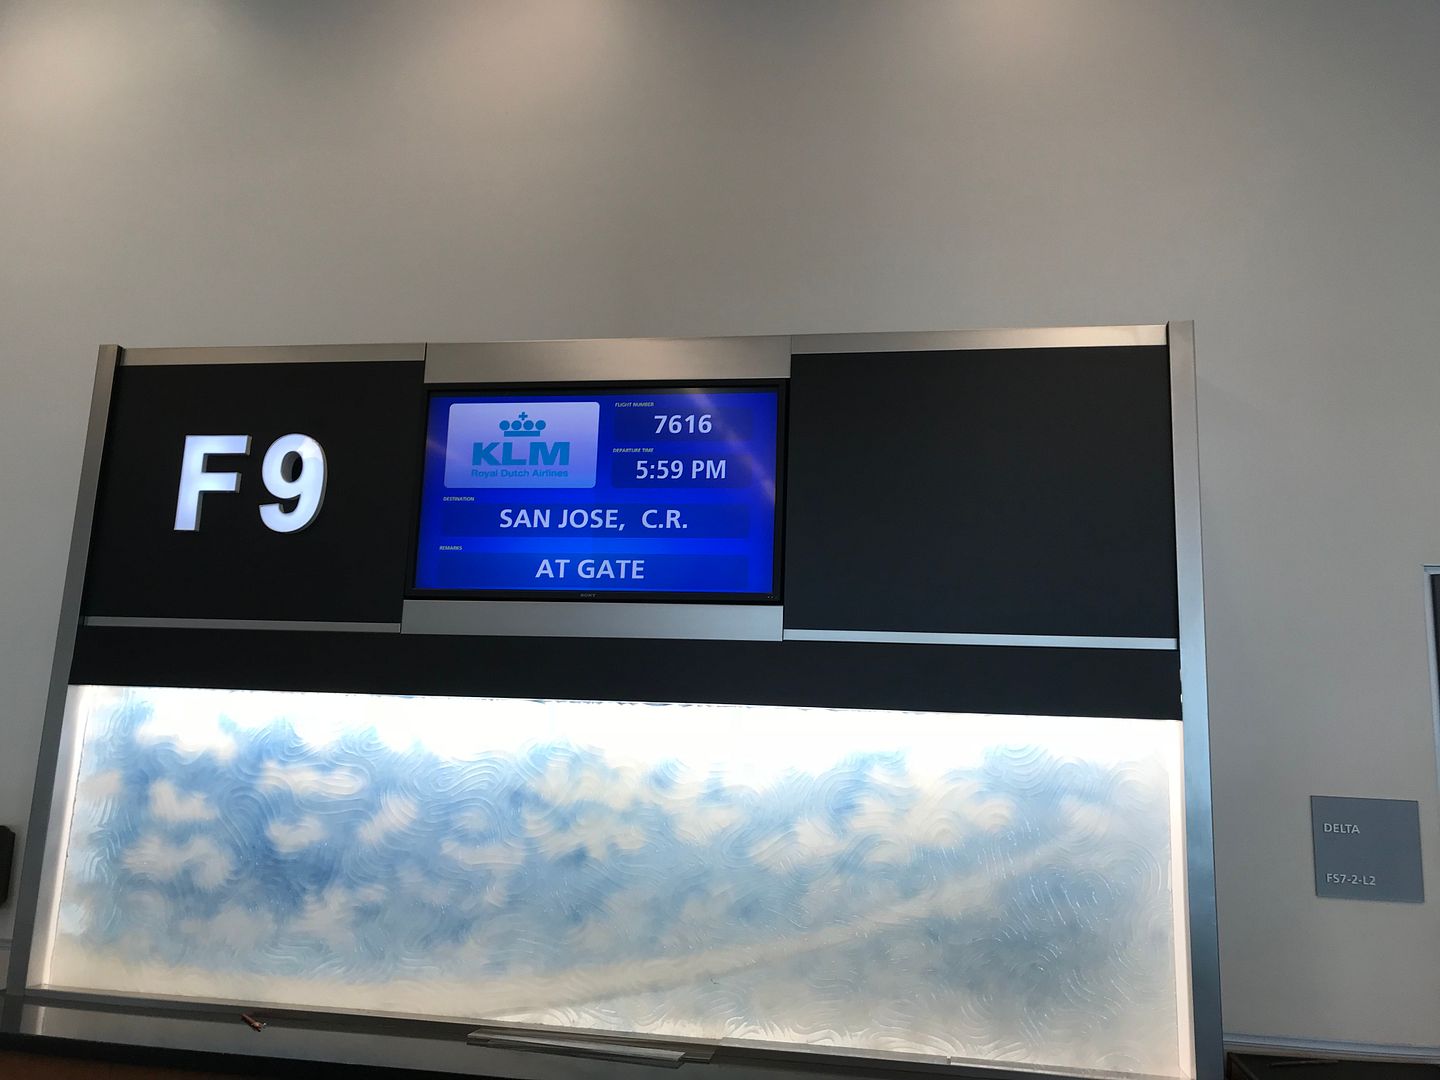 F9
KLM
Royal Dutch Airlines
FLIGHT NUMBER
7616
DEPARTURE TIME
5:59 PM
DESTINATION
SAN JOSE, C.R.
REMARKS
AT GATE
SONY
DELTA
FS7-2-L2